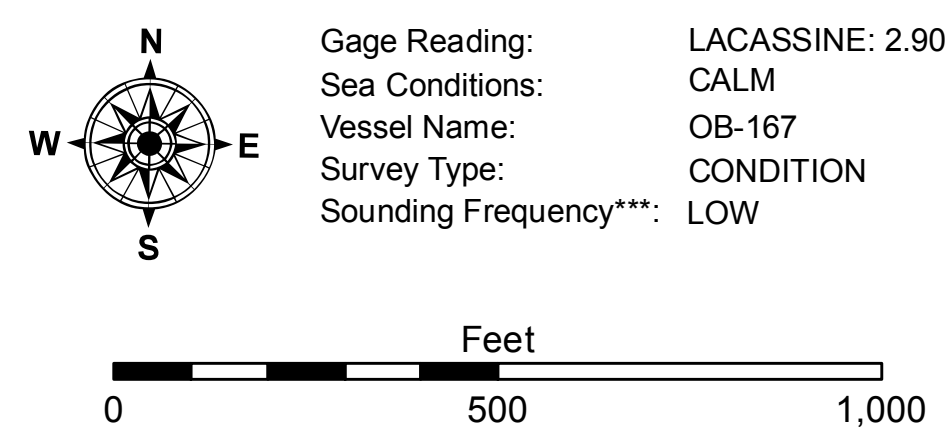 N
W E
S
Gage Reading: LACASSINE: 2.90
Sea Conditions: CALM
Vessel Name: OB-167
Survey Type: CONDITION
Sounding Frequency***: LOW
Feet
0 500 1,000